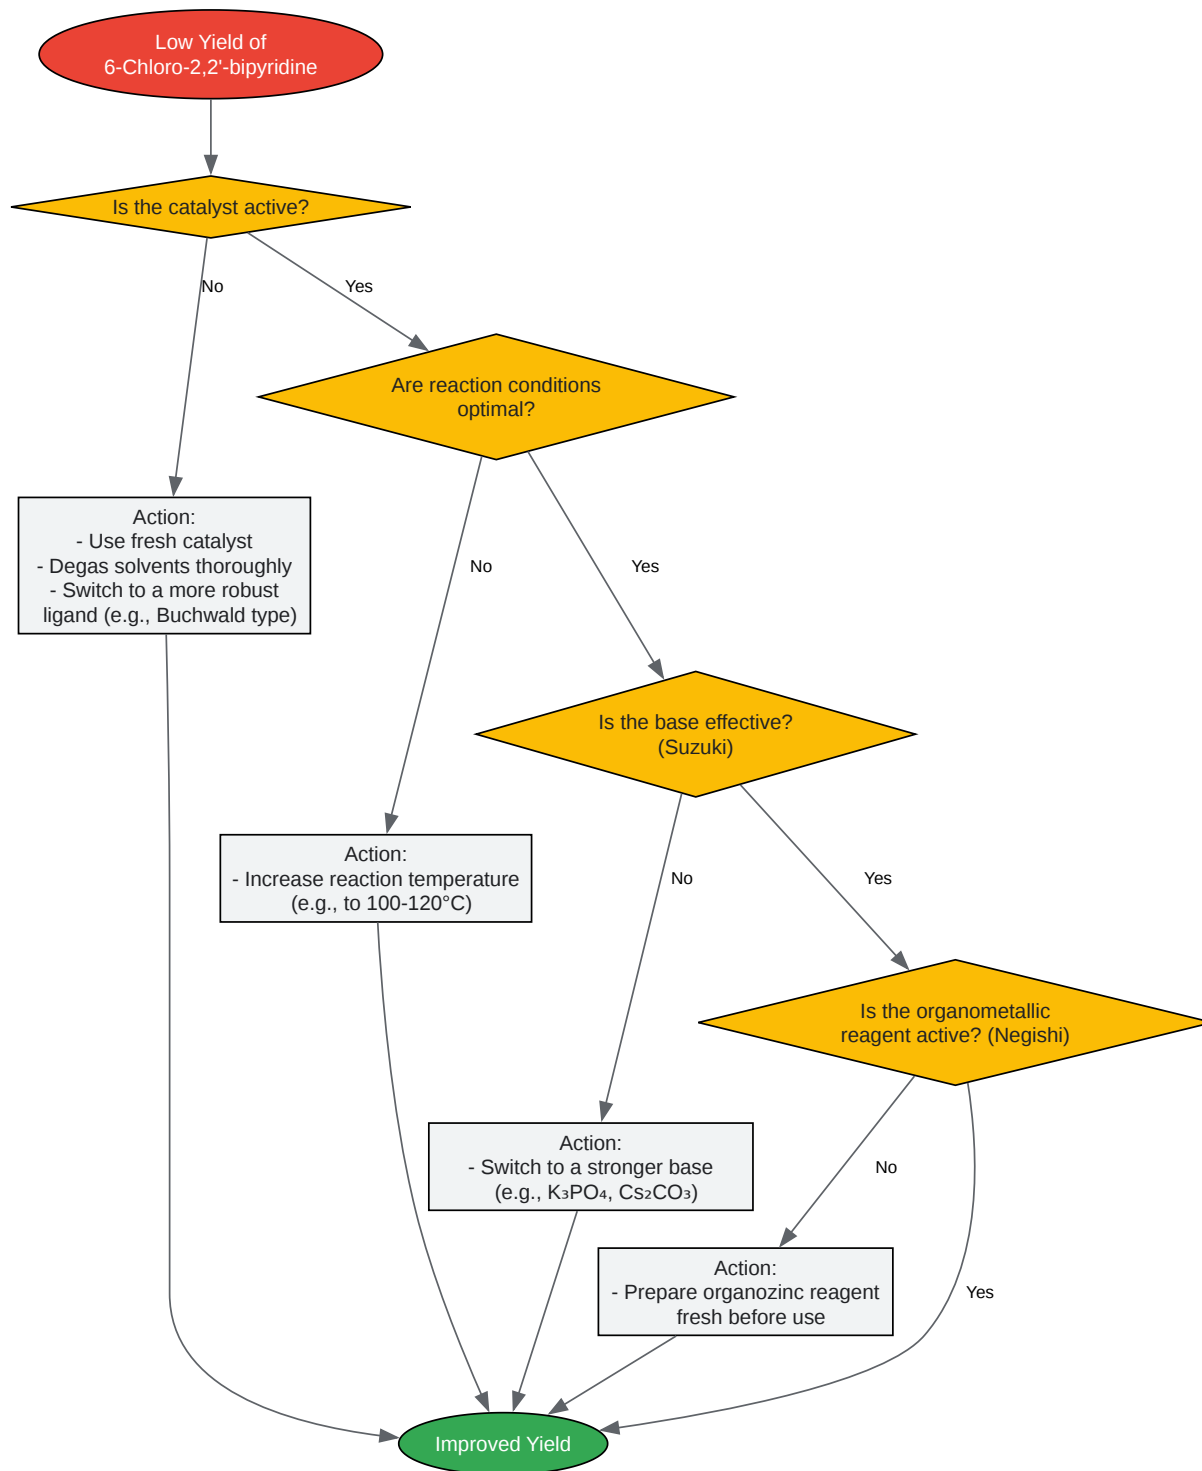 Low Yield of
6-Chloro-2,2'-bipyridine
Is the catalyst active?
No
Yes
Are reaction conditions
optimal?
Action:
- Use fresh catalyst
- Degas solvents thoroughly
- Switch to a more robust
ligand (e.g., Buchwald type)
No
Yes
Is the base effective?
(Suzuki)
Action:
- Increase reaction temperature
(e.g., to 100-120°C)
No
Yes
Is the organometallic
reagent active? (Negishi)
Action:
- Switch to a stronger base
(e.g., K₃PO₄, Cs₂CO₃)
No
Action:
- Prepare organozinc reagent
fresh before use
Yes
Improved Yield